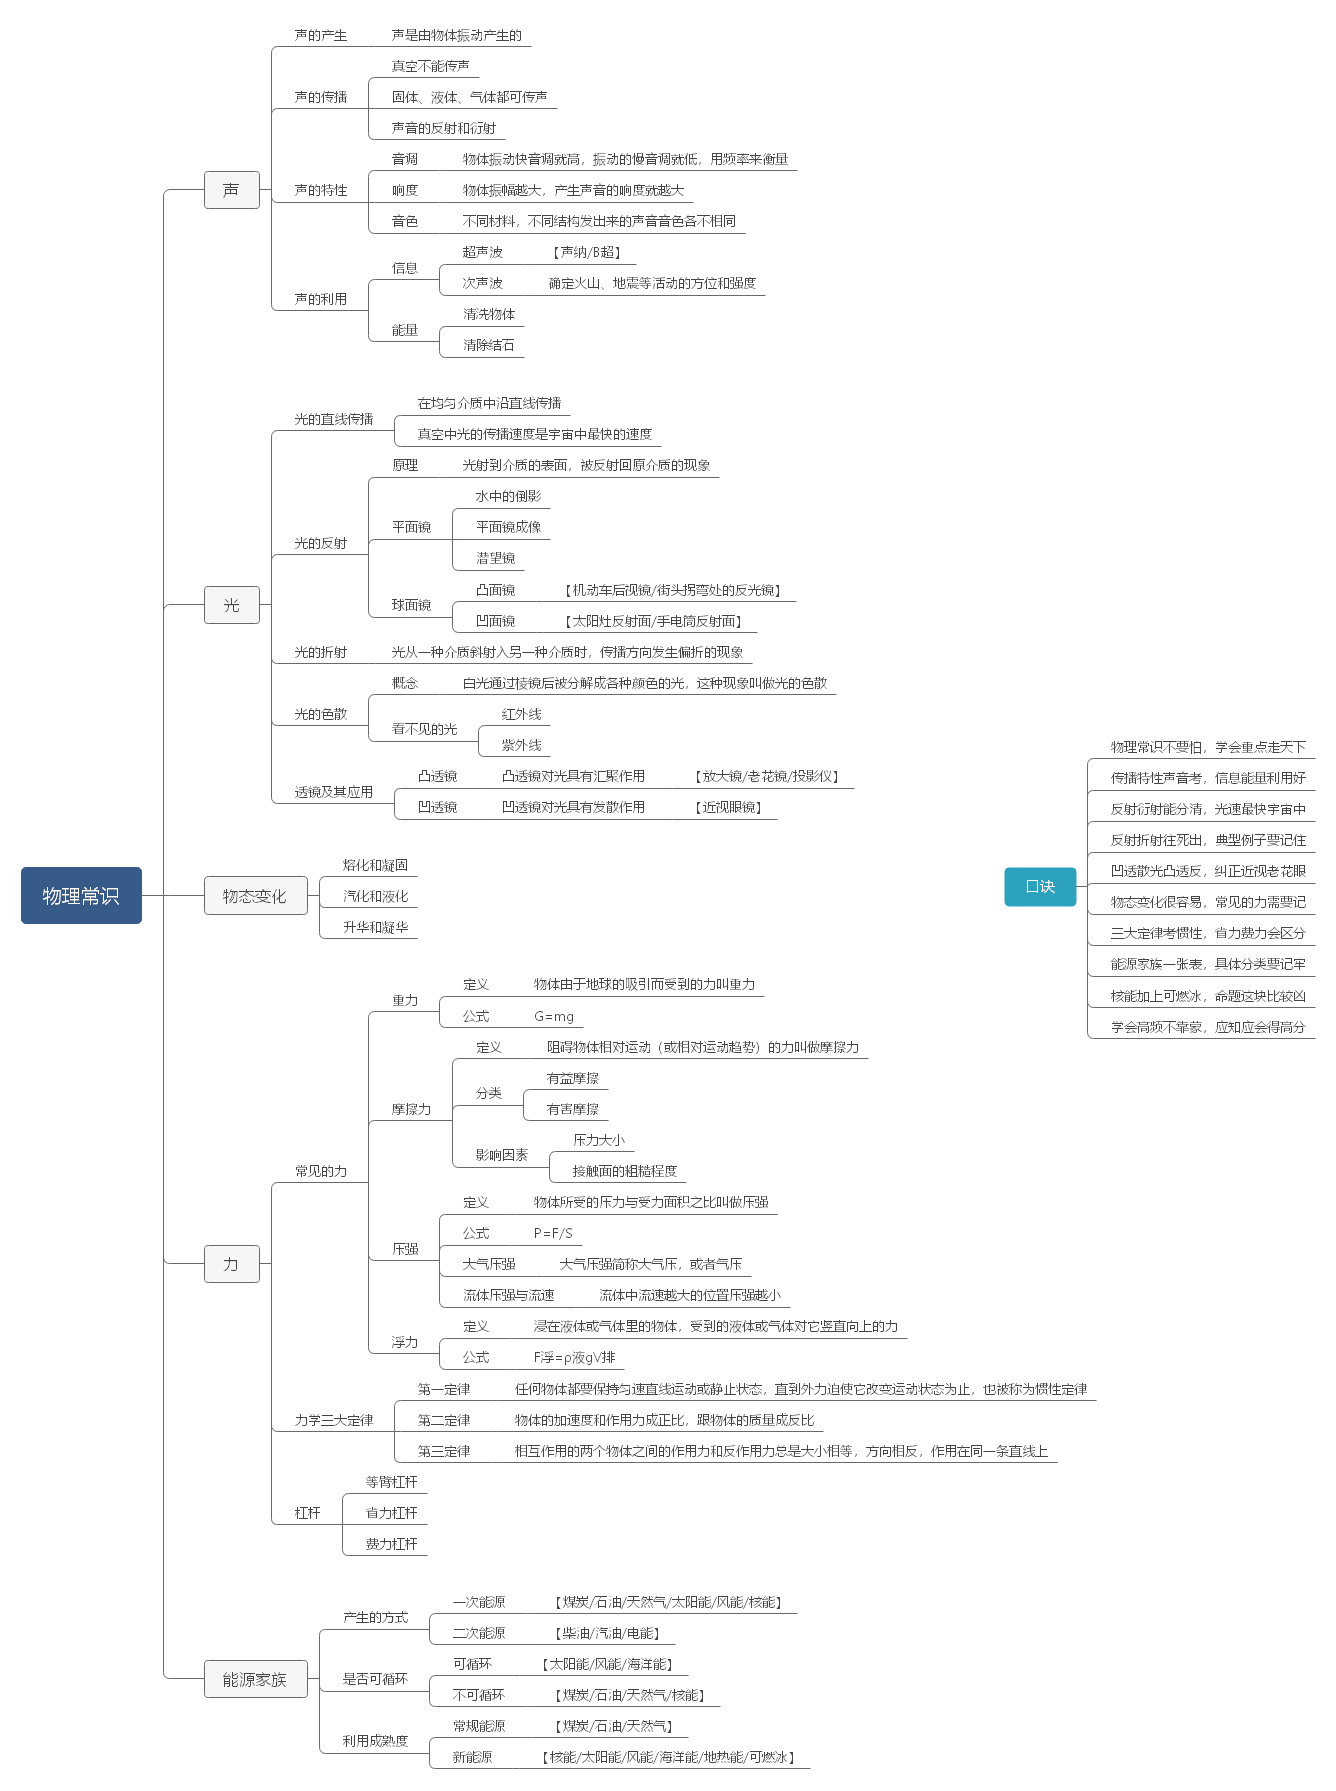 物理常识
声
声的产生
声是由物体振动产生的
声的传播
真空不能传声
固体、液体、气体都可传声
声音的反射和衍射
声的特性
音调
物体振动快音调就高，振动的慢音调就低，用频率来衡量
响度
物体振幅越大，产生声音的响度就越大
音色
不同材料，不同结构发出来的声音音色各不相同
声的利用
信息
超声波
【声纳/B超】
次声波
确定火山、地震等活动的方位和强度
能量
清洗物体
清除结石
光
光的直线传播
在均匀介质中沿直线传播
真空中光的传播速度是宇宙中最快的速度
光的反射
原理
光射到介质的表面，被反射回原介质的现象
平面镜
水中的倒影
平面镜成像
潜望镜
球面镜
凸面镜
【机动车后视镜/街头拐弯处的反光镜】
凹面镜
【太阳灶反射面/手电筒反射面】
光的折射
光从一种介质斜射入另一种介质时，传播方向发生偏折的现象
光的色散
概念
白光通过棱镜后被分解成各种颜色的光，这种现象叫做光的色散
看不见的光
红外线
紫外线
透镜及其应用
凸透镜
凸透镜对光具有汇聚作用
【放大镜/老花镜/投影仪】
凹透镜
凹透镜对光具有发散作用
【近视眼镜】
物态变化
熔化和凝固
汽化和液化
升华和凝华
力
常见的力
重力
定义
物体由于地球的吸引而受到的力叫重力
公式
G=mg
摩擦力
定义
阻碍物体相对运动（或相对运动趋势）的力叫做摩擦力
分类
有益摩擦
有害摩擦
影响因素
压力大小
接触面的粗糙程度
压强
定义
物体所受的压力与受力面积之比叫做压强
公式
P=F/S
大气压强
大气压强简称大气压，或者气压
流体压强与流速
流体中流速越大的位置压强越小
浮力
定义
浸在液体或气体里的物体，受到的液体或气体对它竖直向上的力
公式
F浮=ρ液gV排
力学三大定律
第一定律
任何物体都要保持匀速直线运动或静止状态，直到外力迫使它改变运动状态为止，也被称为惯性定律
第二定律
物体的加速度和作用力成正比，跟物体的质量成反比
第三定律
相互作用的两个物体之间的作用力和反作用力总是大小相等，方向相反，作用在同一条直线上
杠杆
等臂杠杆
省力杠杆
费力杠杆
能源家族
产生的方式
一次能源
【煤炭/石油/天然气/太阳能/风能/核能】
二次能源
【柴油/汽油/电能】
是否可循环
可循环
【太阳能/风能/海洋能】
不可循环
【煤炭/石油/天然气/核能】
利用成熟度
常规能源
【煤炭/石油/天然气】
新能源
【核能/太阳能/风能/海洋能/地热能/可燃冰】
口诀
物理常识不要怕，学会重点走天下
传播特性声音考，信息能量利用好
反射衍射能分清，光速最快宇宙中
反射折射往死出，典型例子要记住
凹透散光凸透反，纠正近视老花眼
物态变化很容易，常见的力需要记
三大定律考惯性，省力费力会区分
能源家族一张表，具体分类要记牢
核能加上可燃冰，命题这块比较凶
学会高频不靠蒙，应知应会得高分